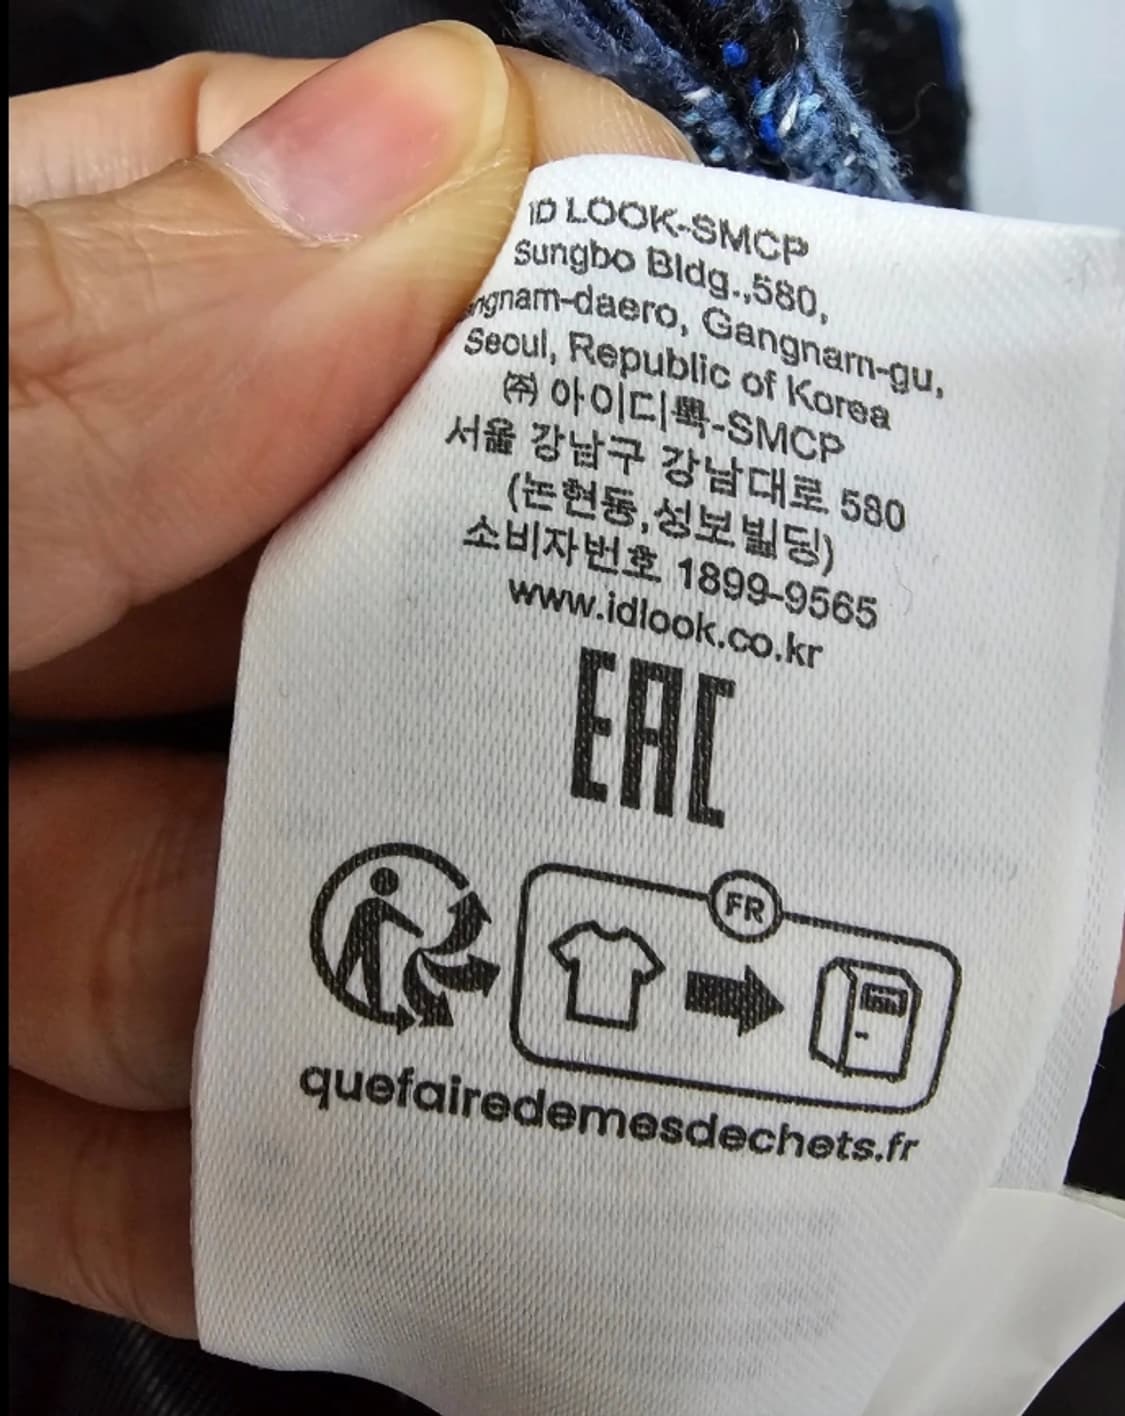 ID LOOK-SMCP
Sungbo Bldg.,580,
ngnam-daero, Gangnam-gu,
Seoul, Republic of Korea
㈜ 아이디룩-SMCP
서울 강남구 강남대로 580
(논현동,성보빌딩)
소비자번호 1899-9565
www.idlook.co.kr
EAC
FR
quefairedemesdechets.fr